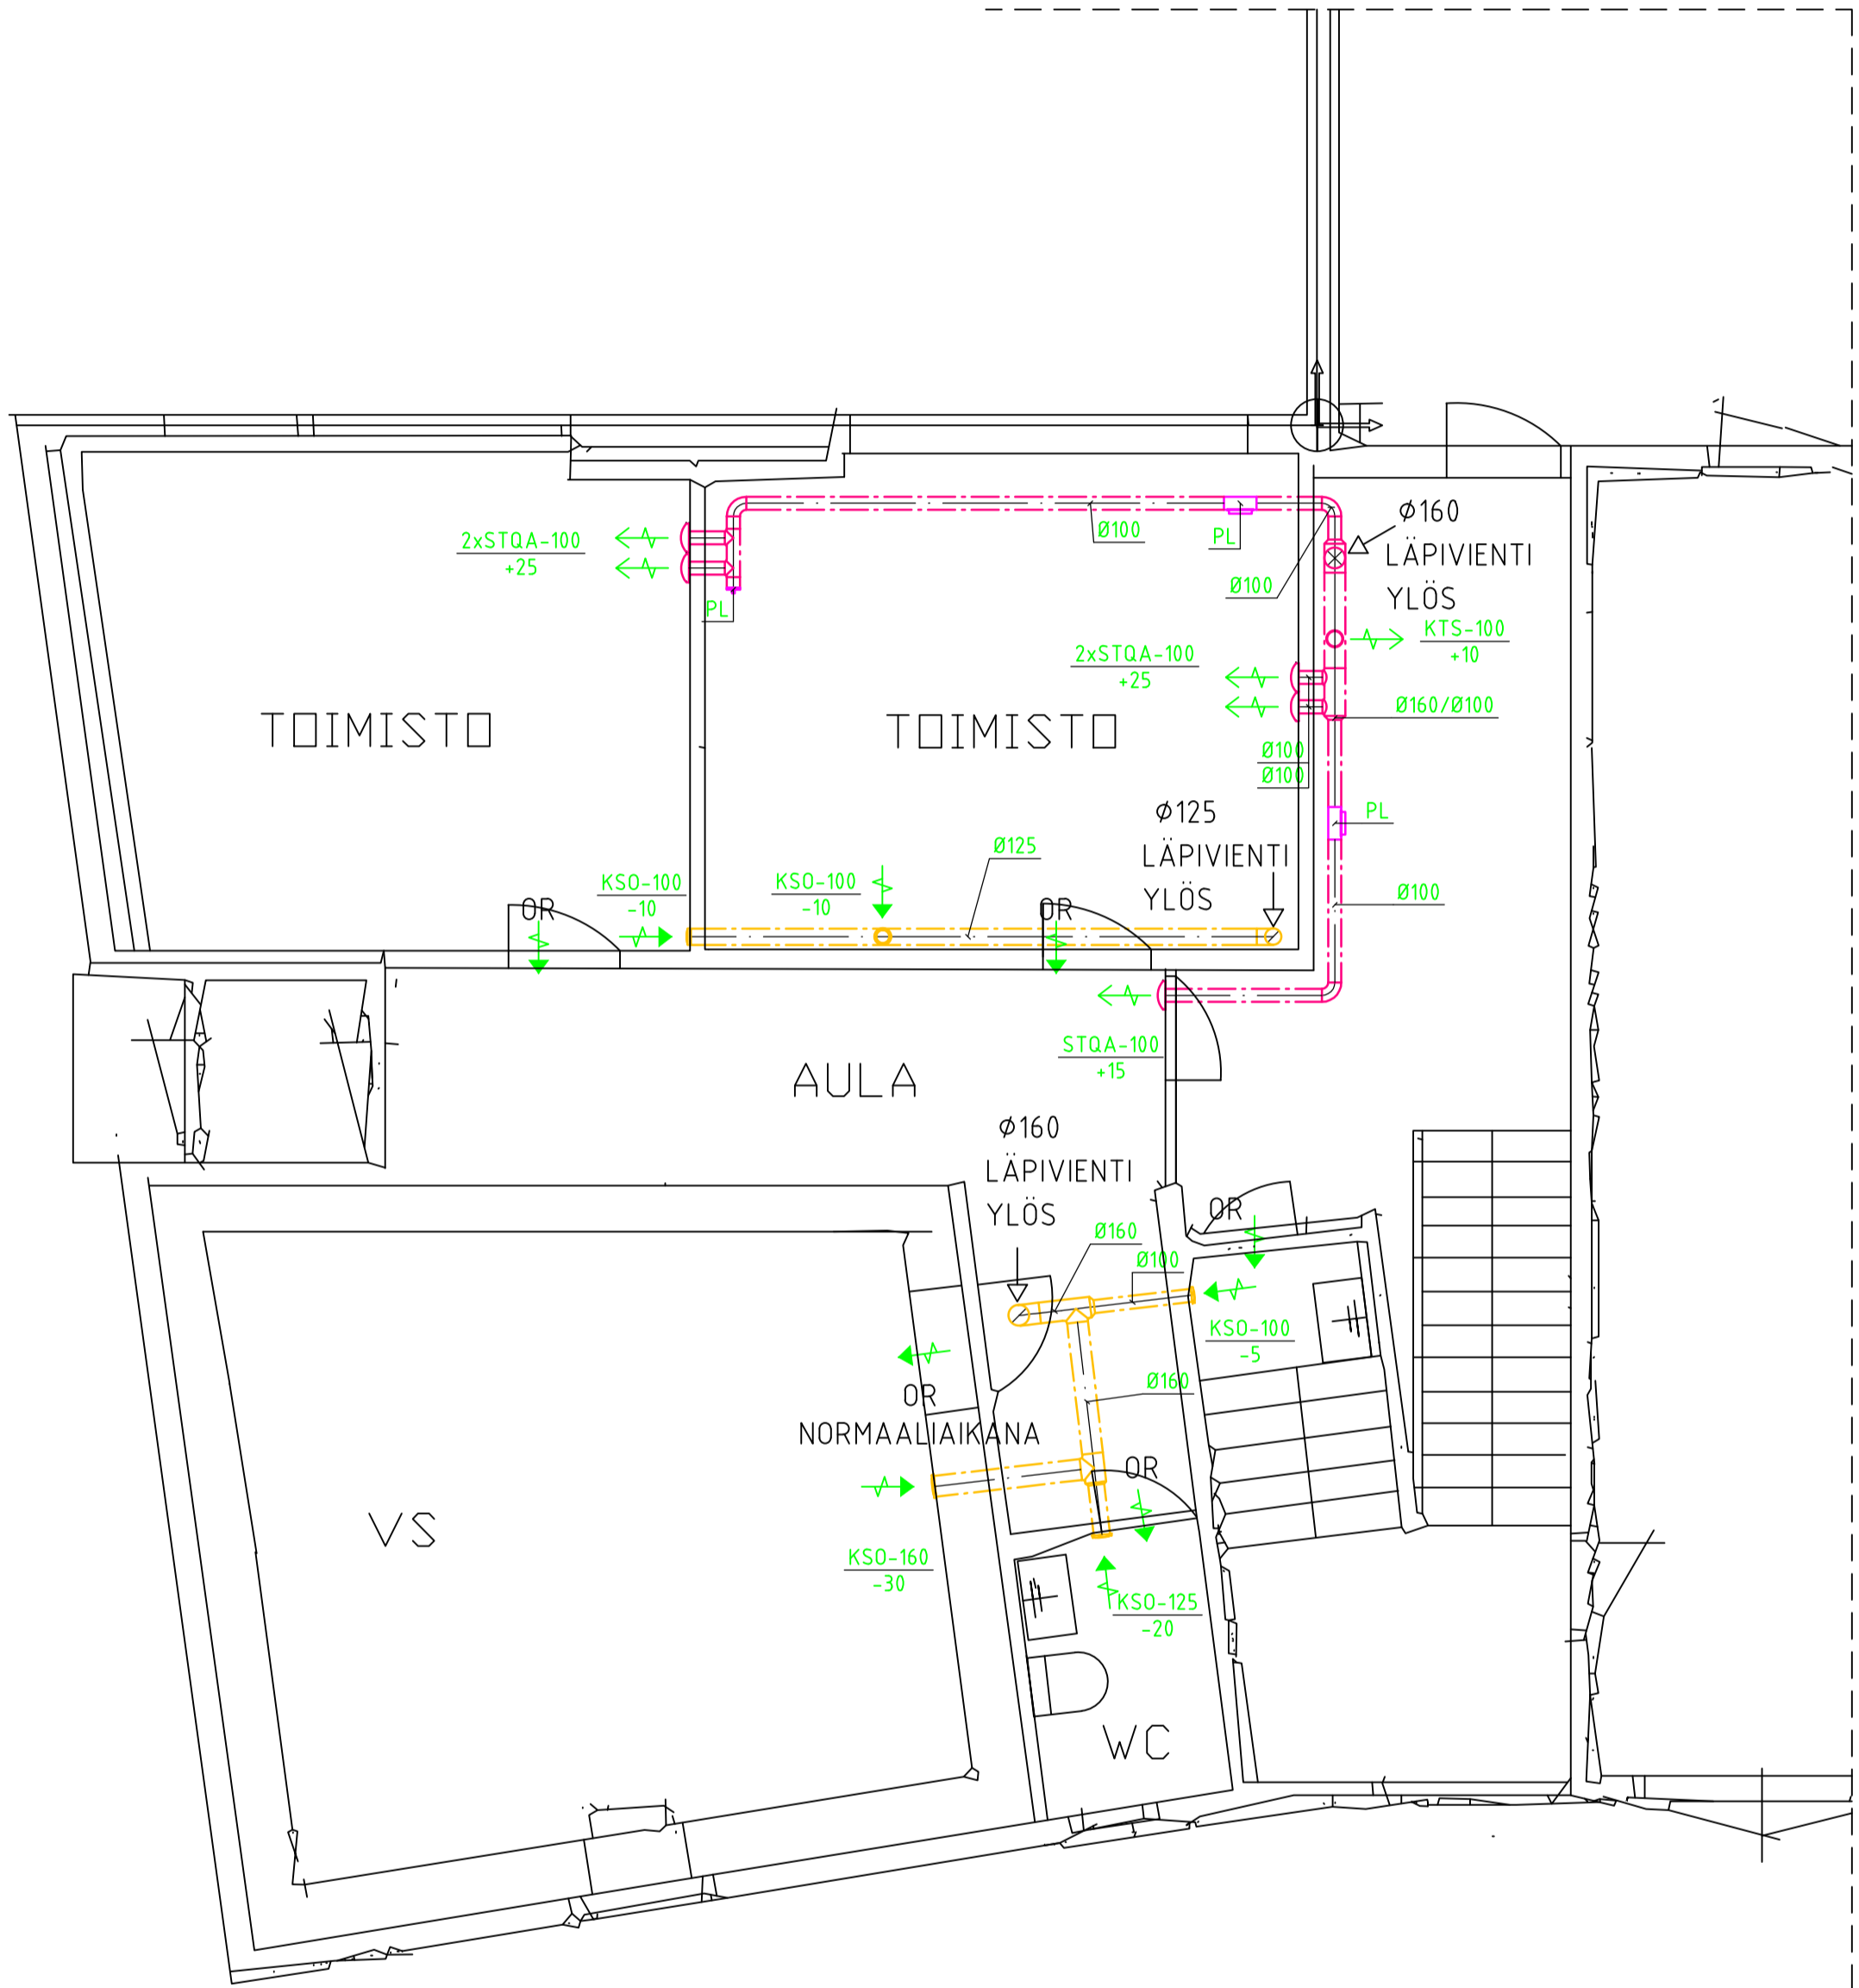 2xSTQA-100
+25
PL
Ø100
PL
Ø100
ø160
LÄPIVIENTI
YLÖS
KTS-100
+10
2xSTQA-100
+25
Ø160/Ø100
TOIMISTO
TOIMISTO
Ø100
Ø100
PL
ø125
LÄPIVIENTI
YLÖS
Ø125
KSO-100
-10
KSO-100
-10
OR
OR
Ø100
STQA-100
+15
AULA
ø160
LÄPIVIENTI
YLÖS
OR
Ø160
Ø100
KSO-100
-5
OR
NORMAALIAIKANA
Ø160
OR
VS
KSO-160
-30
KSO-125
-20
WC